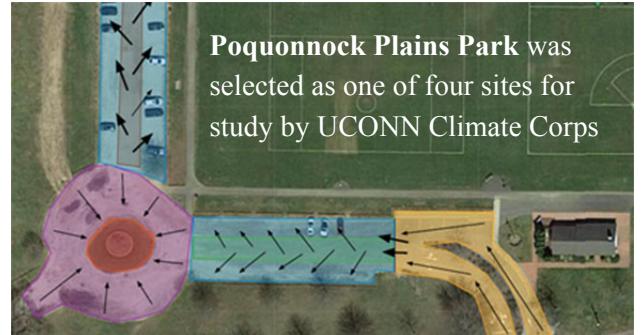 Poquonnock Plains Park was
selected as one of four sites for
study by UCONN Climate Corps